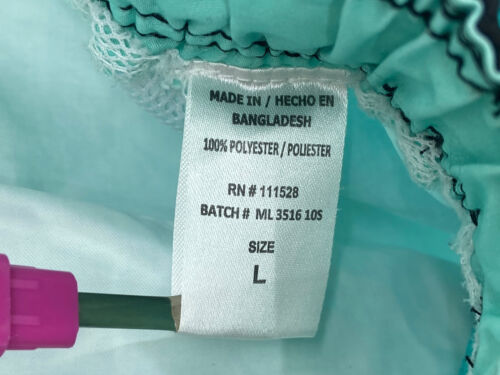 MADE IN / HECHO EN
BANGLADESH
100% POLYESTER / POLIESTER
RN # 111528
BATCH # ML 3516 10S
SIZE
L